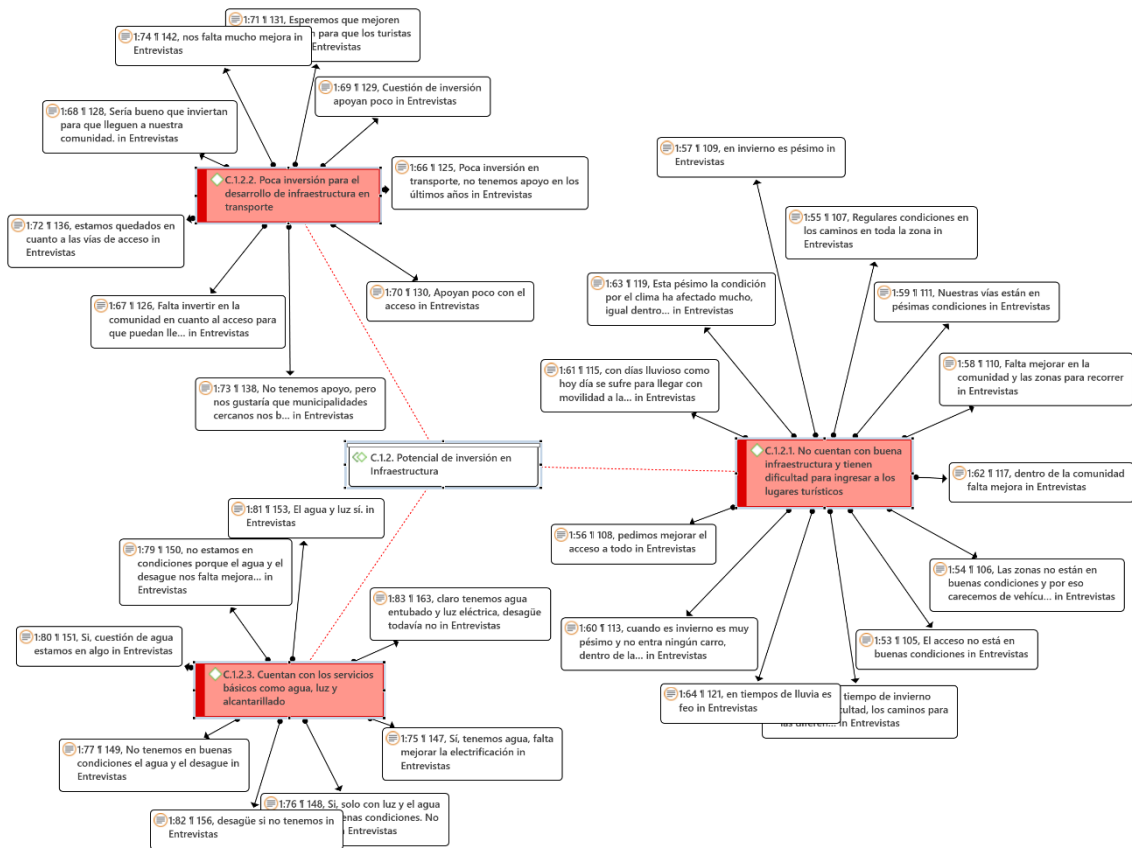 1:71 ¶ 131, Esperemos que mejoren
para que los turistas
Entrevistas
1:74 ¶ 142, nos falta mucho mejora in
Entrevistas
1:69 ¶ 129, Cuestión de inversión
apoyan poco in Entrevistas
1:68 ¶ 128, Sería bueno que inviertan
para que lleguen a nuestra
comunidad. in Entrevistas
C.1.2.2. Poca inversión para el
desarrollo de infraestructura en
transporte
1:66 ¶ 125, Poca inversión en
transporte, no tenemos apoyo en los
últimos años in Entrevistas
1:72 ¶ 136, estamos quedados en
cuanto a las vías de acceso in
Entrevistas
1:67 ¶ 126, Falta invertir en la
comunidad en cuanto al acceso para
que puedan lle... in Entrevistas
1:70 ¶ 130, Apoyan poco con el
acceso in Entrevistas
1:73 ¶ 138, No tenemos apoyo, pero
nos gustaría que municipalidades
cercanos nos b... in Entrevistas
1:57 ¶ 109, en invierno es pésimo in
Entrevistas
1:55 ¶ 107, Regulares condiciones en
los caminos en toda la zona in
Entrevistas
1:63 ¶ 119, Esta pésimo la condición
por el clima ha afectado mucho,
igual dentro... in Entrevistas
1:59 ¶ 111, Nuestras vías están en
pésimas condiciones in Entrevistas
1:61 ¶ 115, con días lluvioso como
hoy día se sufre para llegar con
movilidad a la... in Entrevistas
1:58 ¶ 110, Falta mejorar en la
comunidad y las zonas para recorrer
in Entrevistas
C.1.2. Potencial de inversión en
Infraestructura
C.1.2.1. No cuentan con buena
infraestructura y tienen
dificultad para ingresar a los
lugares turísticos
1:62 ¶ 117, dentro de la comunidad
falta mejora in Entrevistas
1:56 ¶ 108, pedimos mejorar el
acceso a todo in Entrevistas
1:54 ¶ 106, Las zonas no están en
buenas condiciones y por eso
carecemos de vehícu... in Entrevistas
1:60 ¶ 113, cuando es invierno es muy
pésimo y no entra ningún carro,
dentro de la... in Entrevistas
1:53 ¶ 105, El acceso no está en
buenas condiciones in Entrevistas
1:64 ¶ 121, en tiempos de lluvia es
feo in Entrevistas
tiempo de invierno
los caminos para
in Entrevistas
1:81 ¶ 153, El agua y luz sí. in
Entrevistas
1:79 ¶ 150, no estamos en
condiciones porque el agua y el
desague nos falta mejora... in
Entrevistas
1:83 ¶ 163, claro tenemos agua
entubado y luz eléctrica, desagüe
todavía no in Entrevistas
1:80 ¶ 151, Si, cuestión de agua
estamos en algo in Entrevistas
C.1.2.3. Cuentan con los servicios
básicos como agua, luz y
alcantarillado
1:77 ¶ 149, No tenemos en buenas
condiciones el agua y el desague in
Entrevistas
1:75 ¶ 147, Sí, tenemos agua, falta
mejorar la electrificación in
Entrevistas
1:76 ¶ 148, Si, solo con luz y el agua
condiciones. No
Entrevistas
1:82 ¶ 156, desagüe si no tenemos in
Entrevistas